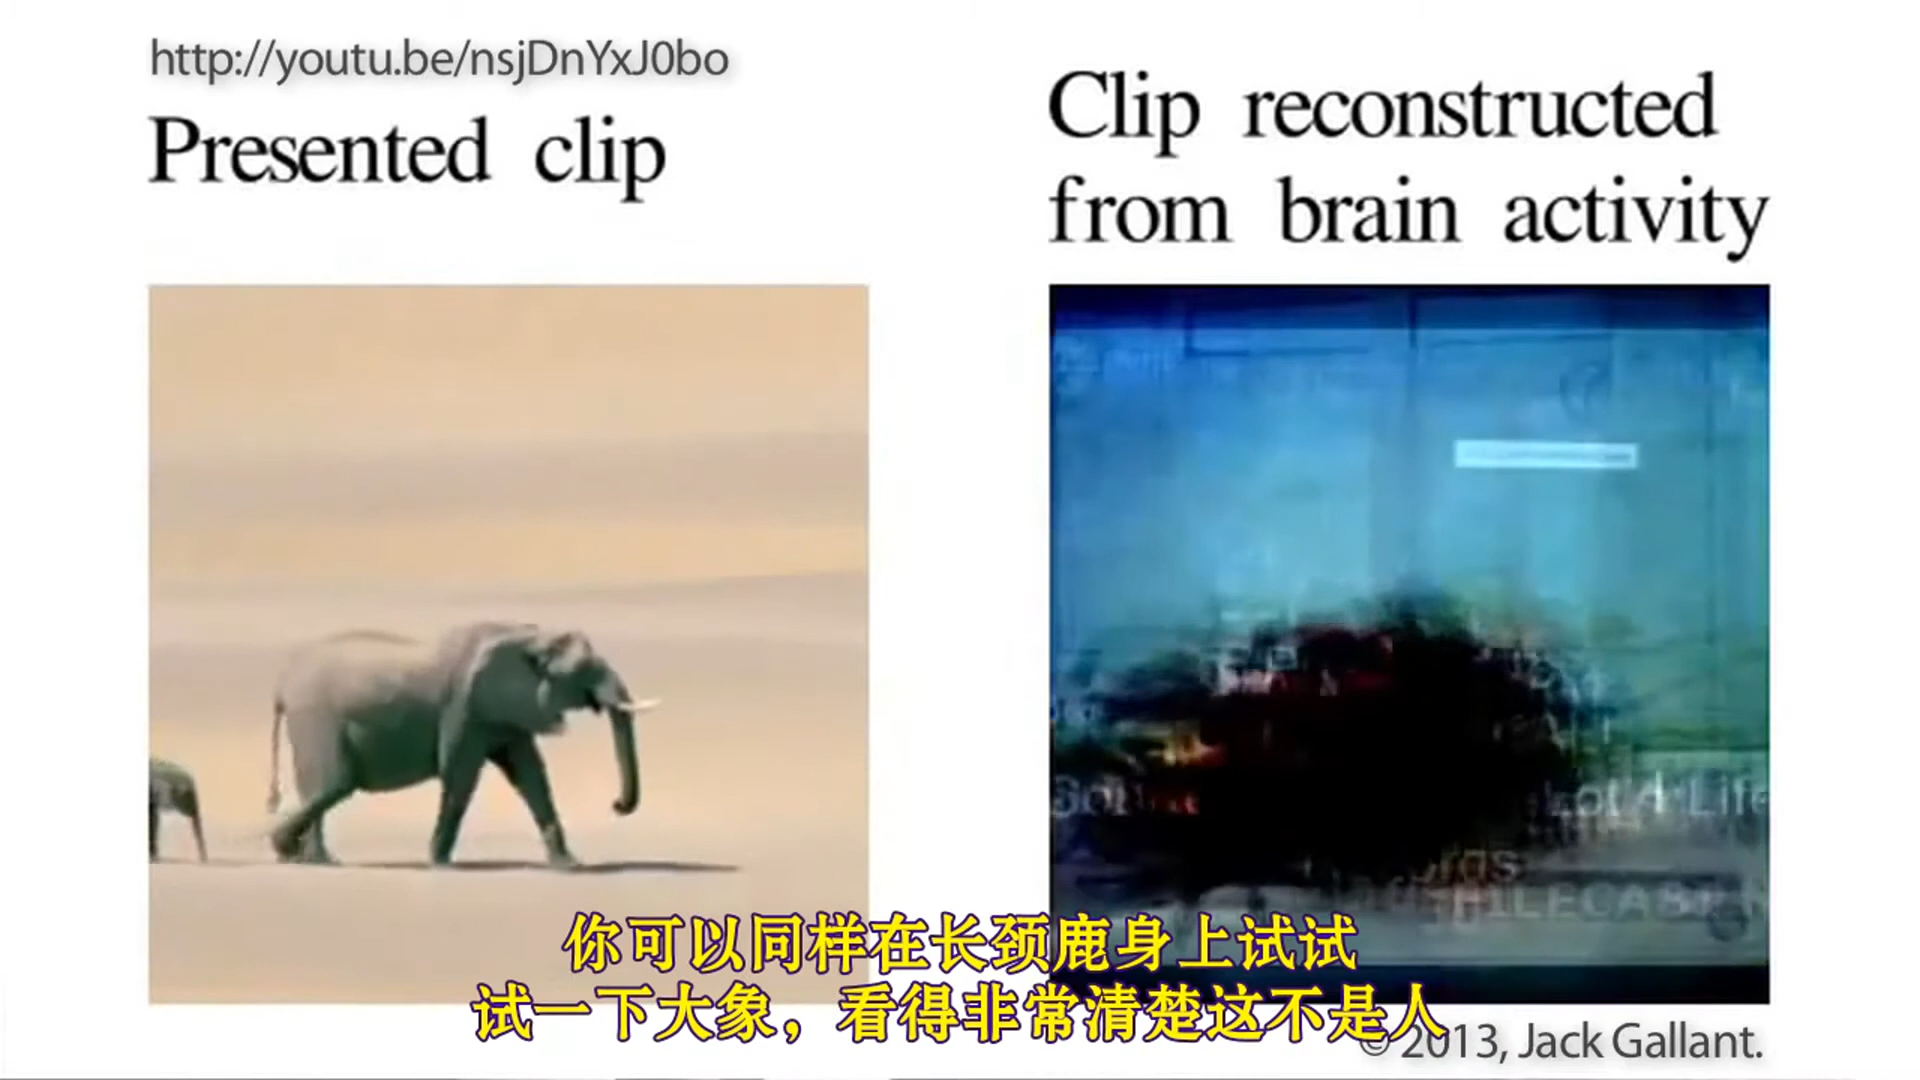 http://youtu.be/nsjDnYxJ0bo
Presented clip
Clip reconstructed
from brain activity
你可以同样在长颈鹿身上试试
试一下大象，看得非常清楚这不是人
© 2013, Jack Gallant.